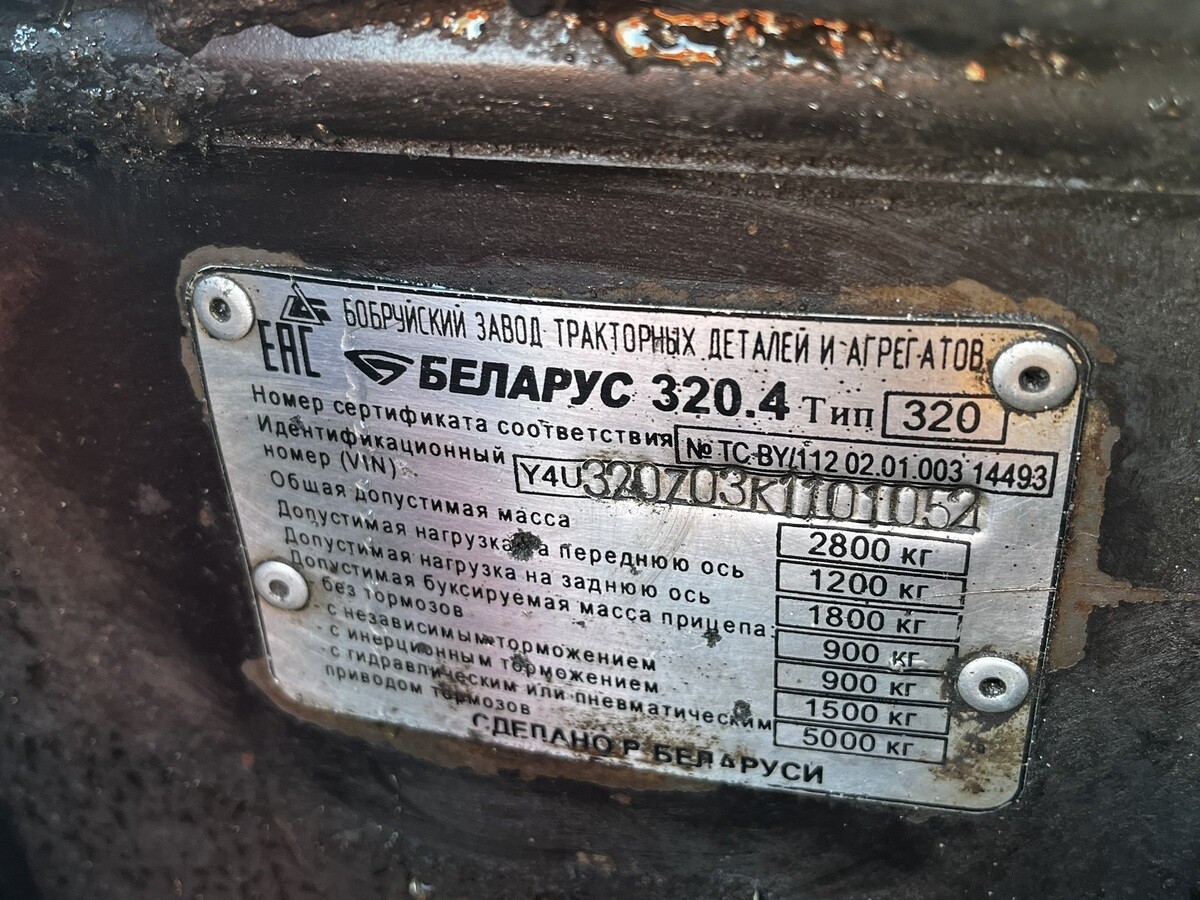 EAC
БОБРУЙСКИЙ ЗАВОД ТРАКТОРНЫХ ДЕТАЛЕЙ И АГРЕГАТОВ
БЕЛАРУС 320.4 Тип 320
Номер сертификата соответствия № ТС BY/112 02.01.003 14493
Идентификационный
номер (VIN) Y4U320Z03K1101052
Общая допустимая масса 2800 кг
Допустимая нагрузка на переднюю ось 1200 кг
Допустимая нагрузка на заднюю ось 1800 кг
Допустимая буксируемая масса прицепа:
без тормозов 900 кг
с независимым торможением 900 кг
с инерционным торможением 1500 кг
с гидравлическим или пневматическим
приводом тормозов 5000 кг
СДЕЛАНО Р. БЕЛАРУСИ